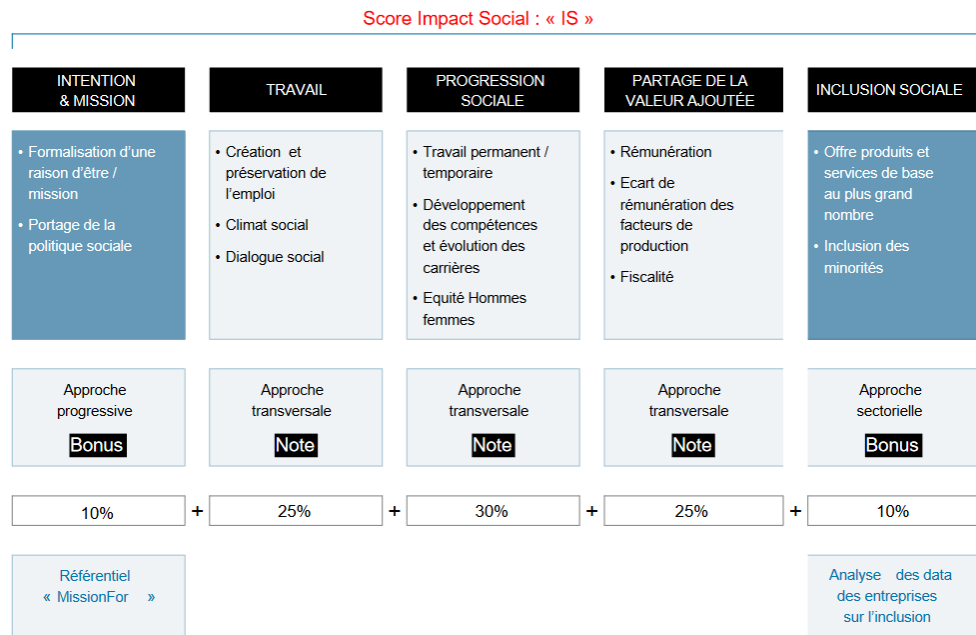 Score Impact Social : « IS »
INTENTION
& MISSION
• Formalisation d'une
raison d'être /
mission
• Portage de la
politique sociale
Approche
progressive
Bonus
10%
Référentiel
« MissionFor »
+
TRAVAIL
• Création et
préservation de
l'emploi
• Climat social
• Dialogue social
Approche
transversale
Note
25%
+
PROGRESSION
SOCIALE
• Travail permanent /
temporaire
• Développement
des compétences
et évolution des
carrières
• Equité Hommes
femmes
Approche
transversale
Note
30%
+
PARTAGE DE LA
VALEUR AJOUTÉE
• Rémunération
• Ecart de
rémunération des
facteurs de
production
• Fiscalité
Approche
transversale
Note
25%
+
INCLUSION SOCIALE
• Offre produits et
services de base
au plus grand
nombre
• Inclusion des
minorités
Approche
sectorielle
Bonus
10%
Analyse des data
des entreprises
sur l'inclusion